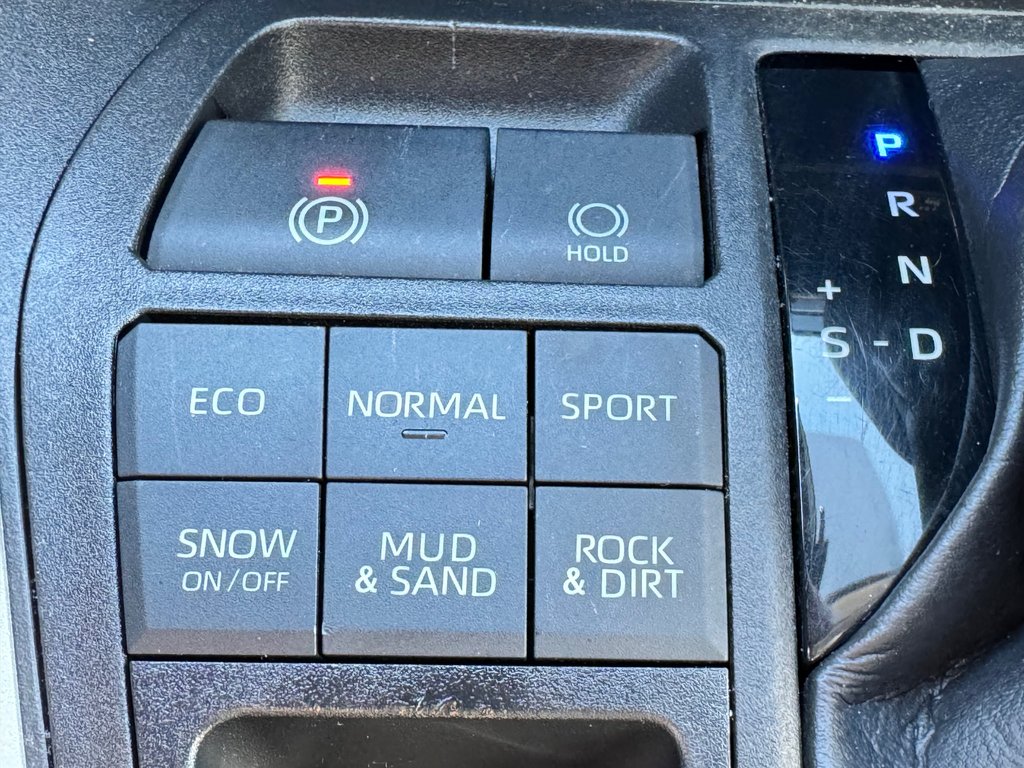 P
HOLD
P
R
N
+
S - D
–
ECO
NORMAL
SPORT
SNOW
ON/OFF
MUD
& SAND
ROCK
& DIRT